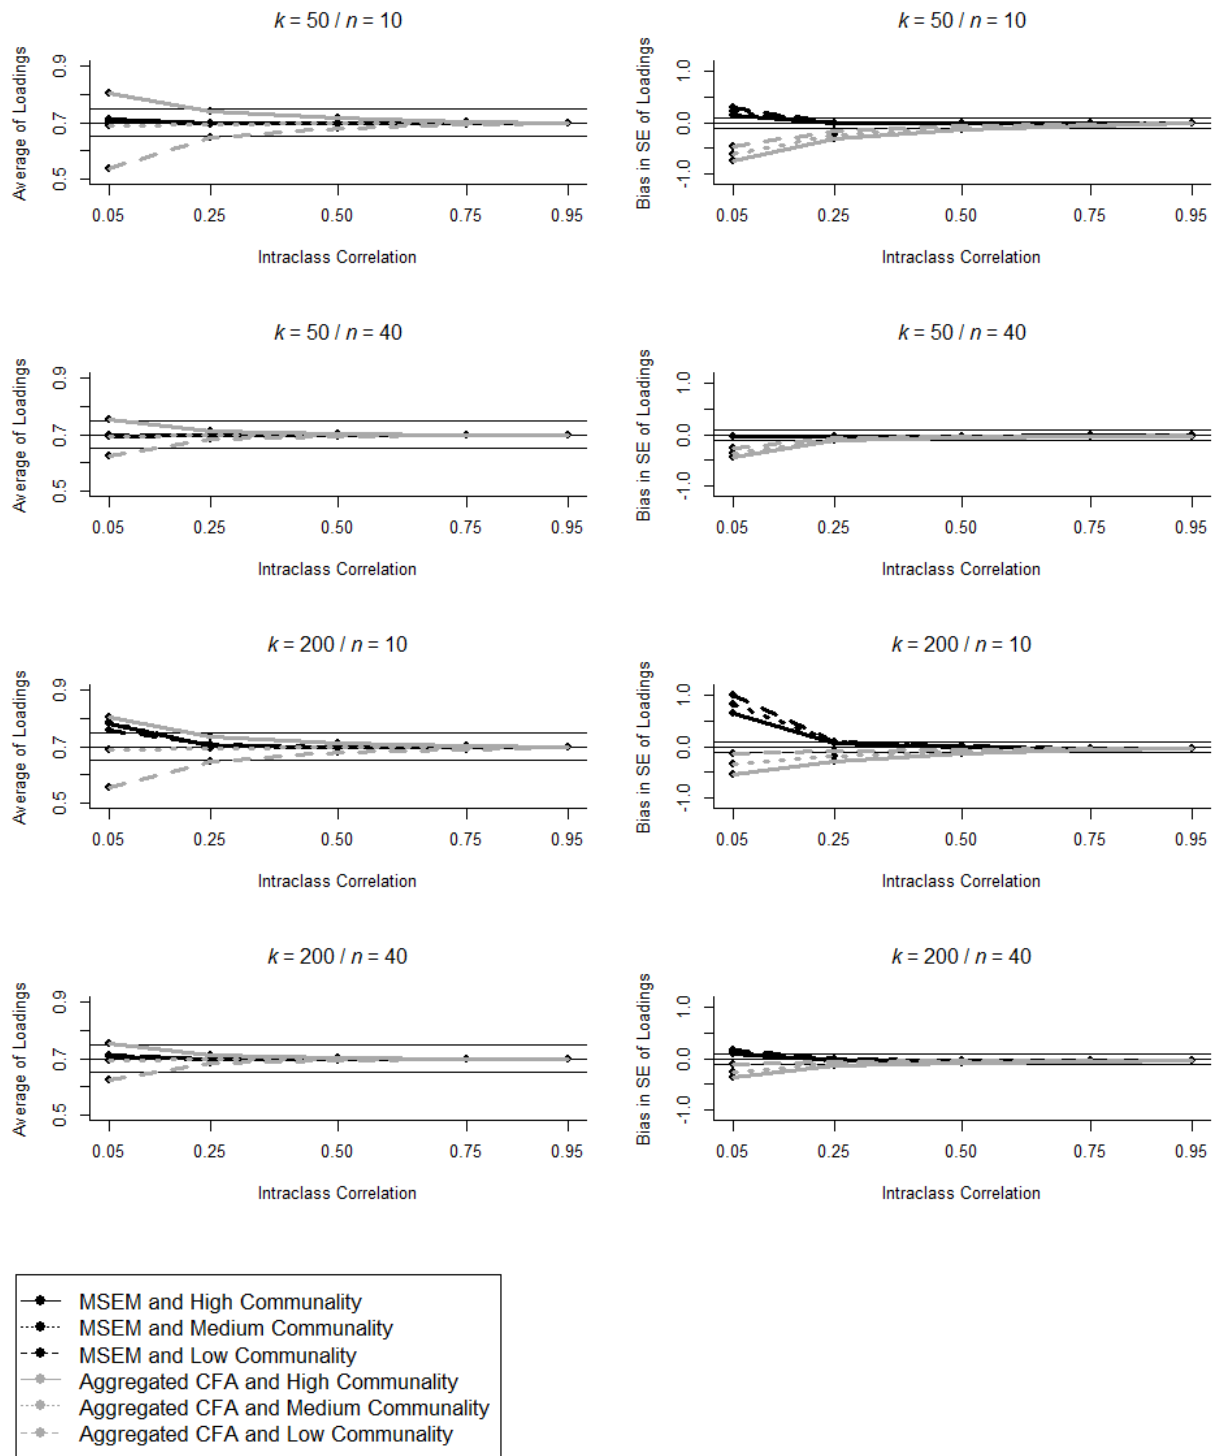 k = 50 / n = 10
Average of Loadings
0.5 0.7 0.9
0.05 0.25 0.50 0.75 0.95
Intraclass Correlation
k = 50 / n = 10
Bias in SE of Loadings
-1.0 0.0 1.0
0.05 0.25 0.50 0.75 0.95
Intraclass Correlation
k = 50 / n = 40
Average of Loadings
0.5 0.7 0.9
0.05 0.25 0.50 0.75 0.95
Intraclass Correlation
k = 50 / n = 40
Bias in SE of Loadings
-1.0 0.0 1.0
0.05 0.25 0.50 0.75 0.95
Intraclass Correlation
k = 200 / n = 10
Average of Loadings
0.5 0.7 0.9
0.05 0.25 0.50 0.75 0.95
Intraclass Correlation
k = 200 / n = 10
Bias in SE of Loadings
-1.0 0.0 1.0
0.05 0.25 0.50 0.75 0.95
Intraclass Correlation
k = 200 / n = 40
Average of Loadings
0.5 0.7 0.9
0.05 0.25 0.50 0.75 0.95
Intraclass Correlation
k = 200 / n = 40
Bias in SE of Loadings
-1.0 0.0 1.0
0.05 0.25 0.50 0.75 0.95
Intraclass Correlation
MSEM and High Communality
MSEM and Medium Communality
MSEM and Low Communality
Aggregated CFA and High Communality
Aggregated CFA and Medium Communality
Aggregated CFA and Low Communality